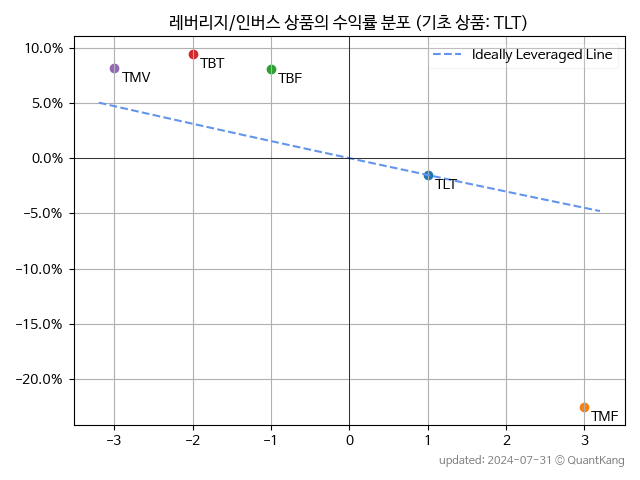 레버리지/인버스 상품의 수익률 분포 (기초 상품: TLT)
10.0%
5.0%
0.0%
−5.0%
−10.0%
−15.0%
−20.0%
Ideally Leveraged Line
TMV
TBT
TBF
TLT
TMF
−3
−2
−1
0
1
2
3
updated: 2024-07-31 © QuantKang